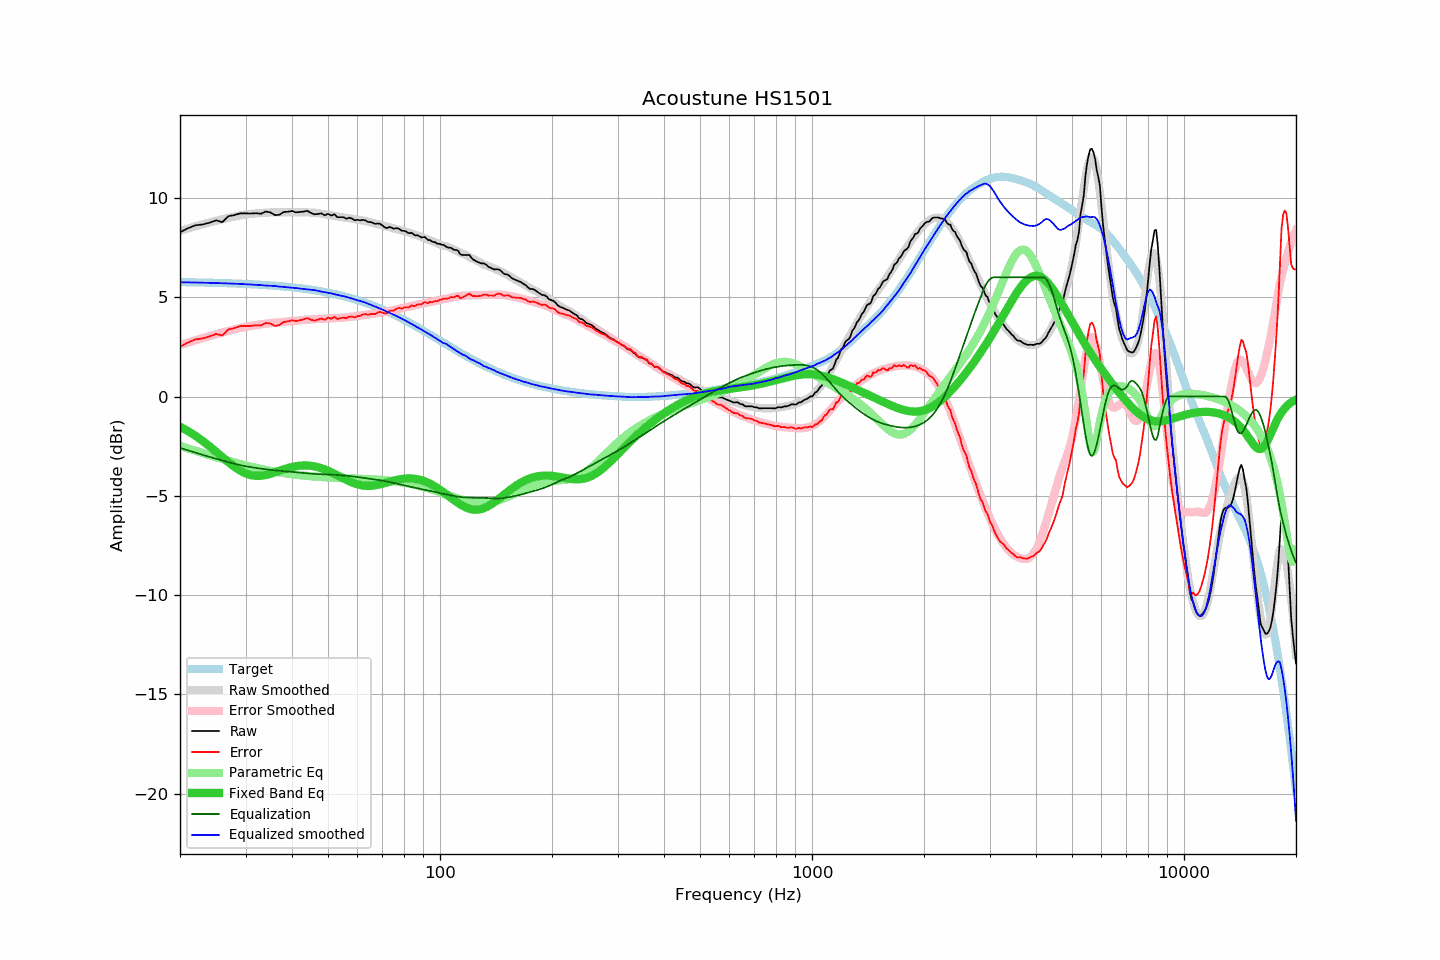 Acoustune HS1501
10
5
0
−5
−10
−15
−20
Amplitude (dBr)
Target
Raw Smoothed
Error Smoothed
Raw
Error
Parametric Eq
Fixed Band Eq
Equalization
Equalized smoothed
100
1000
10000
Frequency (Hz)